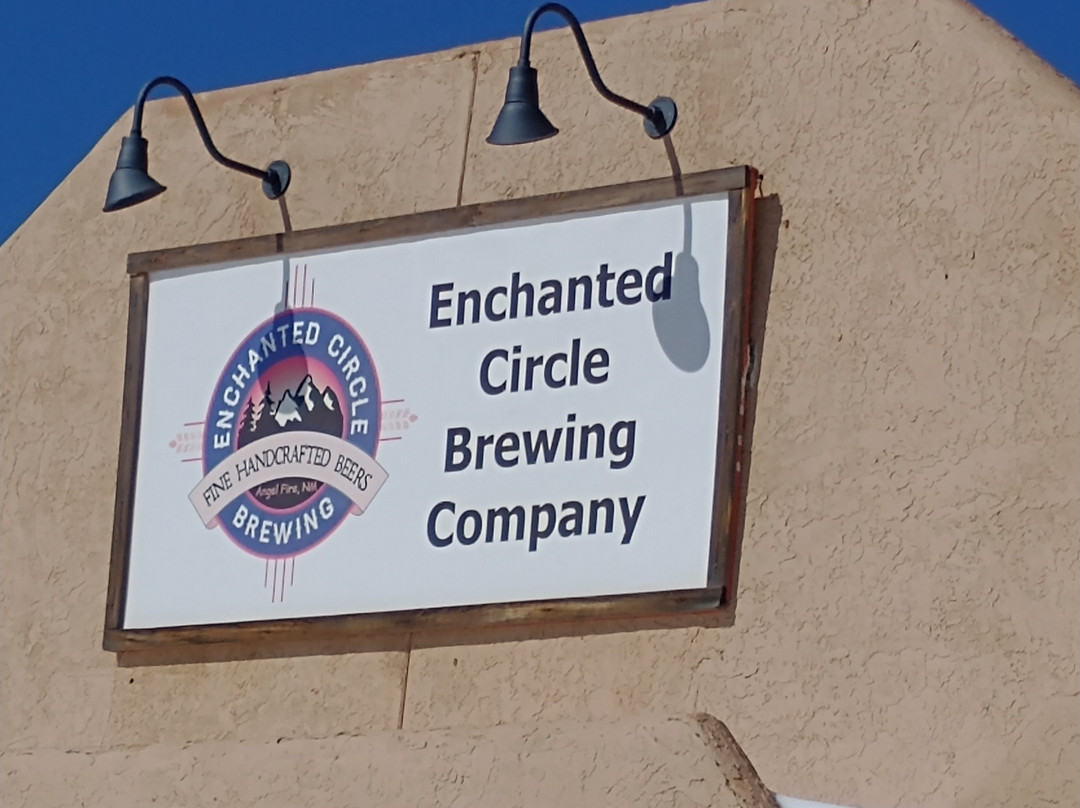 ENCHANTED CIRCLE
FINE HANDCRAFTED BEERS
Angel Fire, NM
BREWING
Enchanted
Circle
Brewing
Company